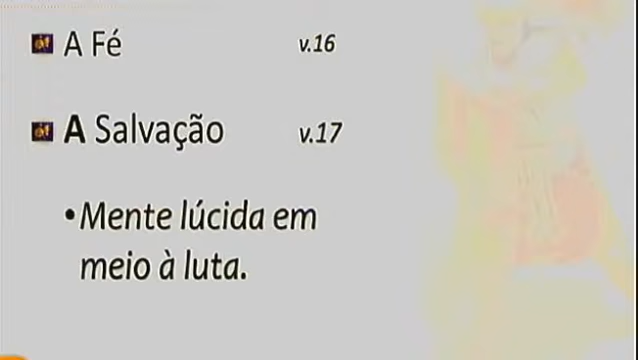 A Fé v.16
A Salvação v.17
•Mente lúcida em
meio à luta.